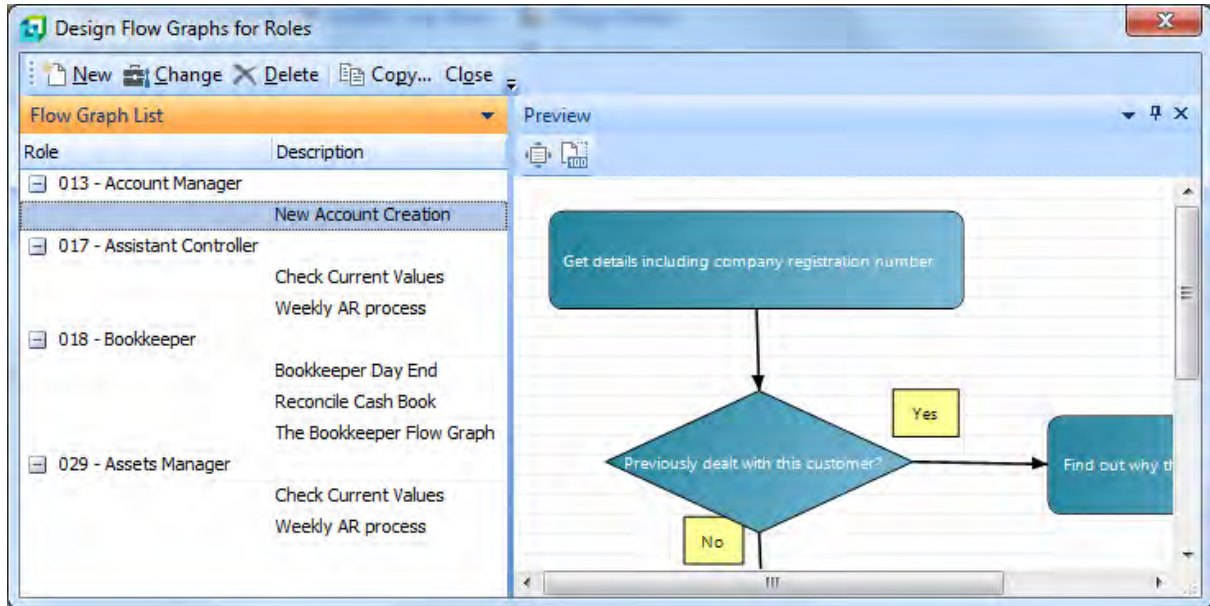 Design Flow Graphs for Roles
New Change Delete Copy... Close
Flow Graph List
Role Description
013 - Account Manager
New Account Creation
017 - Assistant Controller
Check Current Values
Weekly AR process
018 - Bookkeeper
Bookkeeper Day End
Reconcile Cash Book
The Bookkeeper Flow Graph
029 - Assets Manager
Check Current Values
Weekly AR process
Preview
100
Get details including company registration number
Yes
Previously dealt with this customer?
Find out why th
No